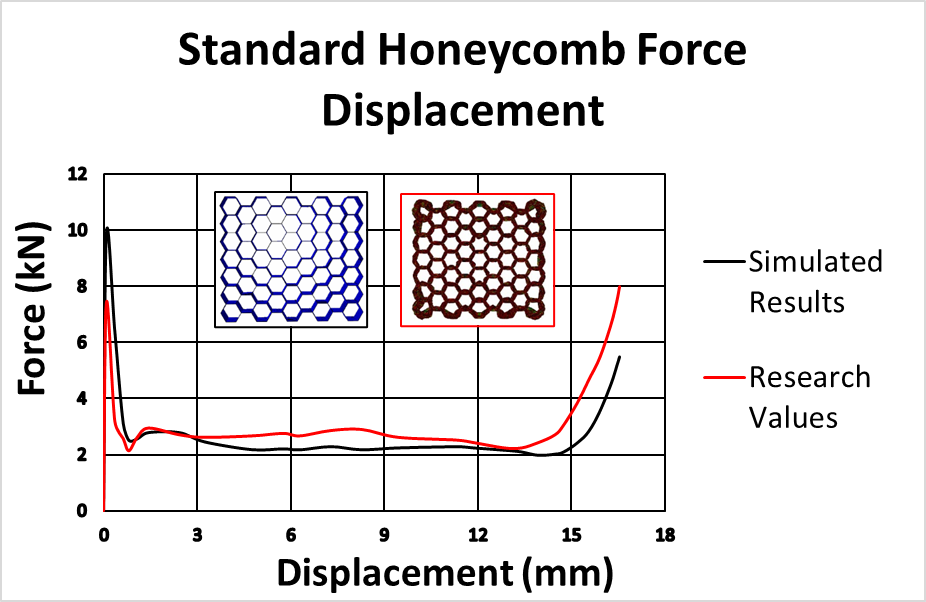 Standard Honeycomb Force
Displacement
12
10
8
6
4
2
0
Force (kN)
0 3 6 9 12 15 18
Displacement (mm)
Simulated
Results
Research
Values